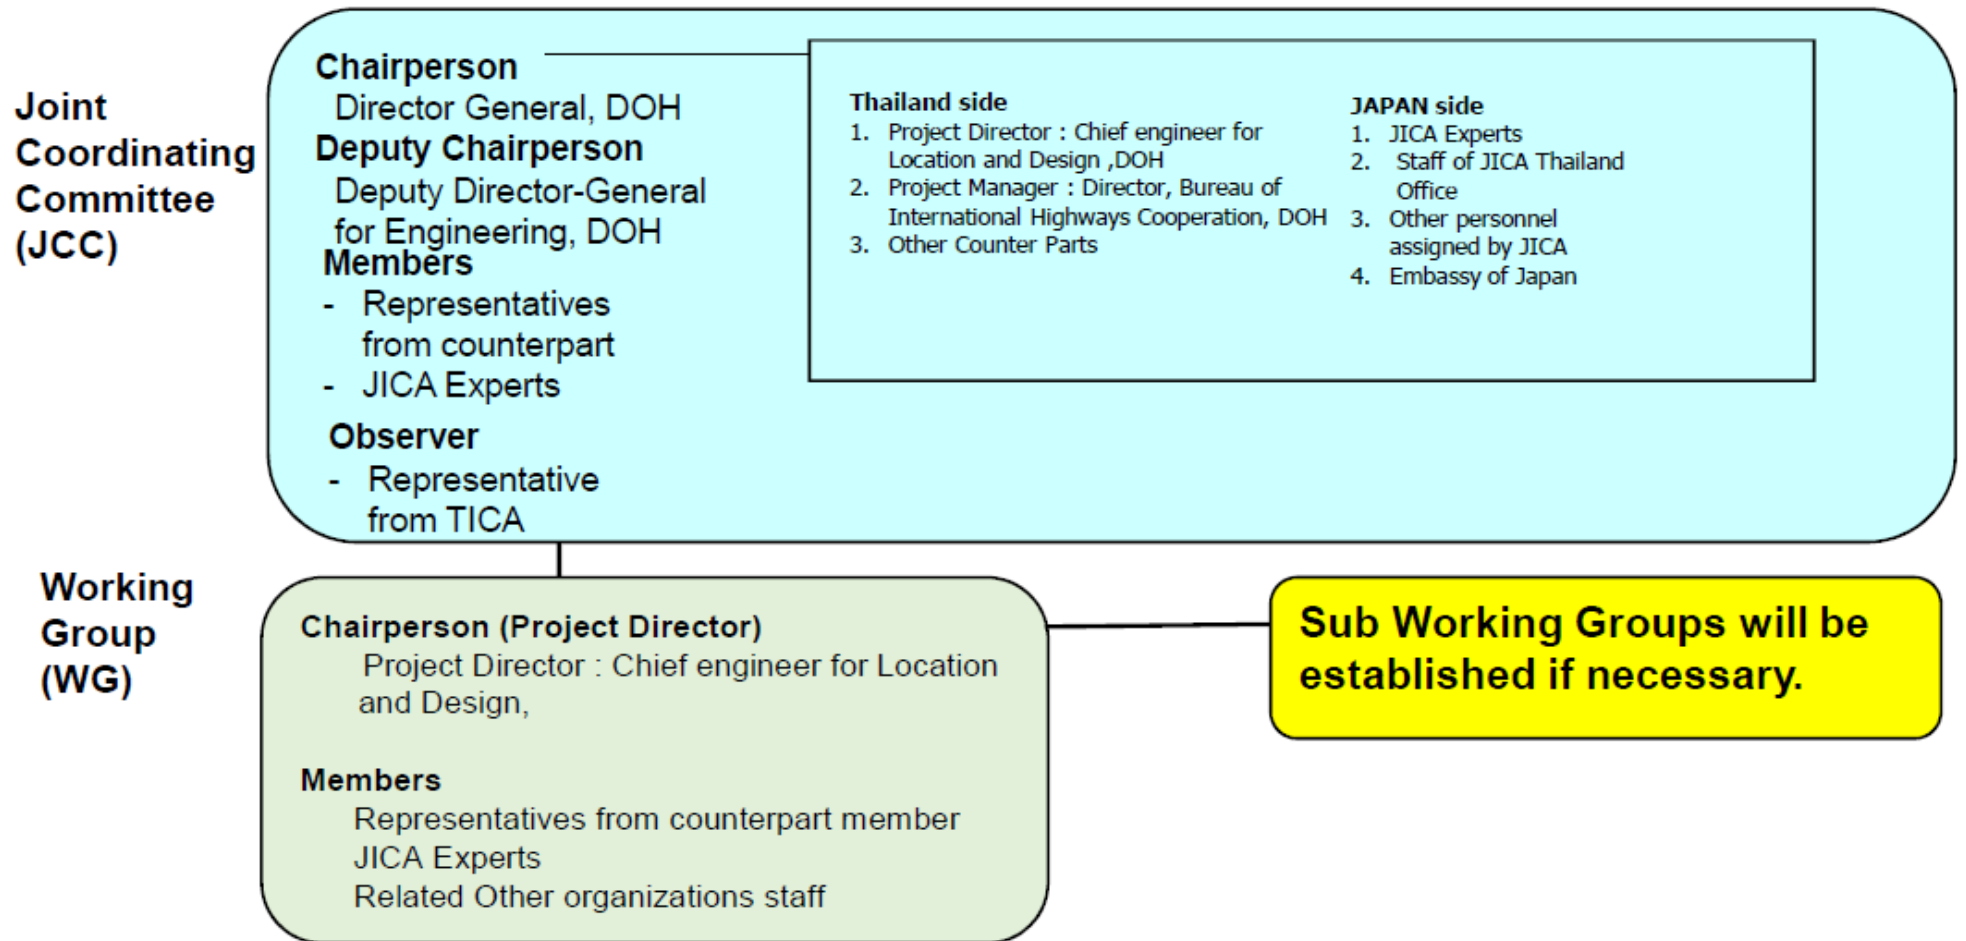 Joint
Coordinating
Committee
(JCC)
Chairperson
Director General, DOH
Deputy Chairperson
Deputy Director-General
for Engineering, DOH
Members
- Representatives
from counterpart
- JICA Experts
Observer
- Representative
from TICA
Thailand side
1. Project Director : Chief engineer for
Location and Design ,DOH
2. Project Manager : Director, Bureau of
International Highways Cooperation, DOH
3. Other Counter Parts
JAPAN side
1. JICA Experts
2. Staff of JICA Thailand
Office
3. Other personnel
assigned by JICA
4. Embassy of Japan
Working
Group
(WG)
Chairperson (Project Director)
Project Director : Chief engineer for Location
and Design,
Members
Representatives from counterpart member
JICA Experts
Related Other organizations staff
Sub Working Groups will be
established if necessary.